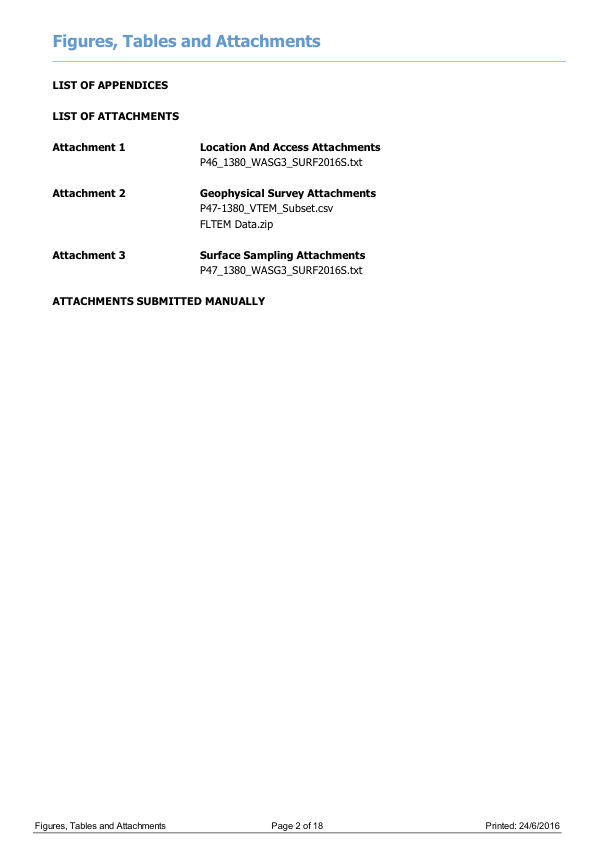 Figures, Tables and Attachments
LIST OF APPENDICES
LIST OF ATTACHMENTS
Attachment 1 Location And Access Attachments
P46_1380_WASG3_SURF2016S.txt
Attachment 2 Geophysical Survey Attachments
P47-1380_VTEM_Subset.csv
FLTEM Data.zip
Attachment 3 Surface Sampling Attachments
P47_1380_WASG3_SURF2016S.txt
ATTACHMENTS SUBMITTED MANUALLY
Figures, Tables and Attachments Page 2 of 18 Printed: 24/6/2016